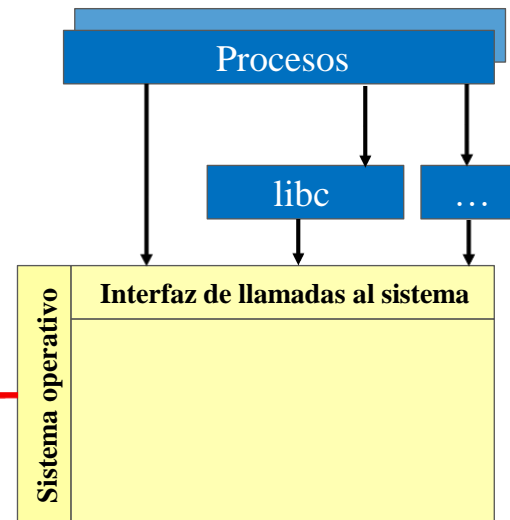 Procesos
libc
…
Interfaz de llamadas al sistema
Sistema operativo